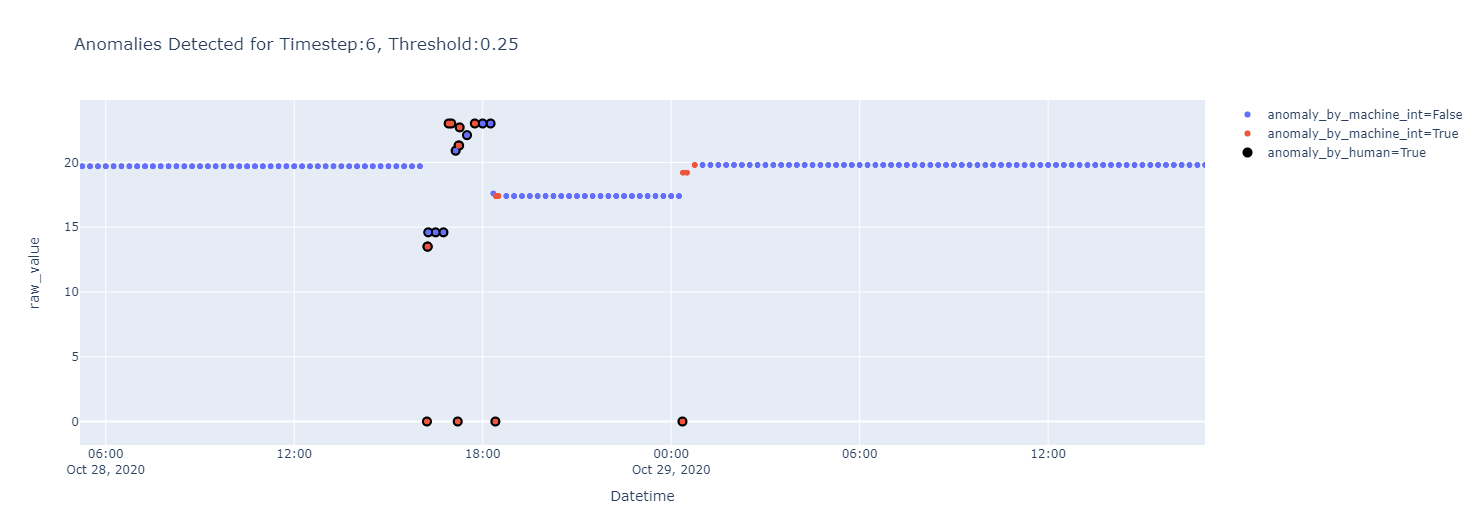 Anomalies Detected for Timestep:6, Threshold:0.25
anomaly_by_machine_int=False
anomaly_by_machine_int=True
anomaly_by_human=True
raw_value
20
15
10
5
0
06:00 12:00 18:00 00:00 06:00 12:00
Oct 28, 2020 Oct 29, 2020
Datetime